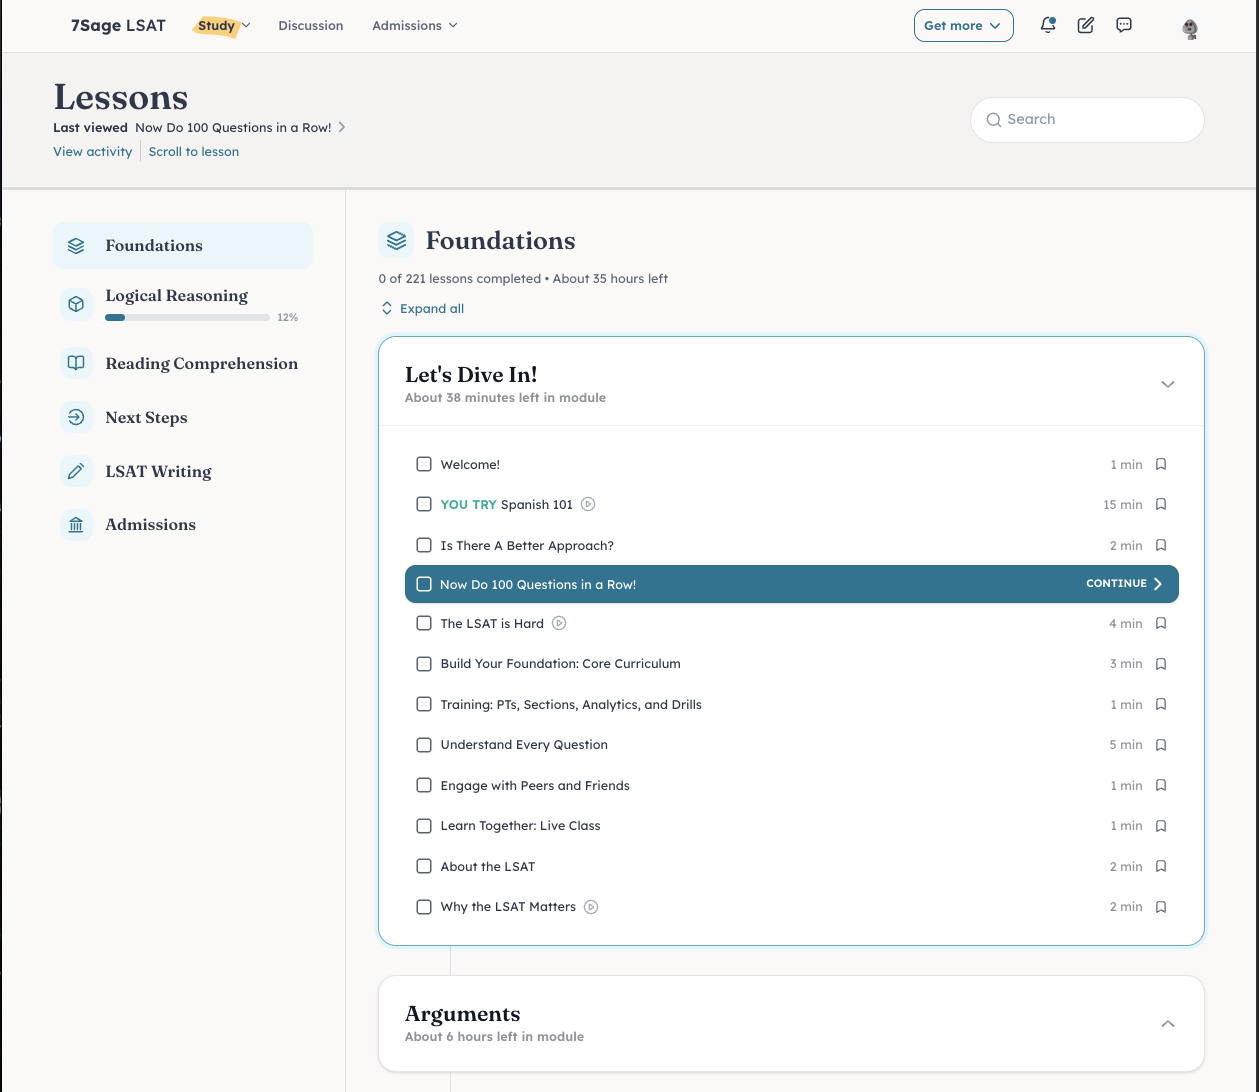 7Sage LSAT Study Discussion Admissions Get more
Lessons
Last viewed Now Do 100 Questions in a Row!
View activity Scroll to lesson
Search
Foundations
Logical Reasoning
12%
Reading Comprehension
Next Steps
LSAT Writing
Admissions
Foundations
0 of 221 lessons completed • About 35 hours left
Expand all
Let's Dive In!
About 38 minutes left in module
Welcome! 1 min
YOU TRY Spanish 101 15 min
Is There A Better Approach? 2 min
Now Do 100 Questions in a Row! CONTINUE
The LSAT is Hard 4 min
Build Your Foundation: Core Curriculum 3 min
Training: PTs, Sections, Analytics, and Drills 1 min
Understand Every Question 5 min
Engage with Peers and Friends 1 min
Learn Together: Live Class 1 min
About the LSAT 2 min
Why the LSAT Matters 2 min
Arguments
About 6 hours left in module